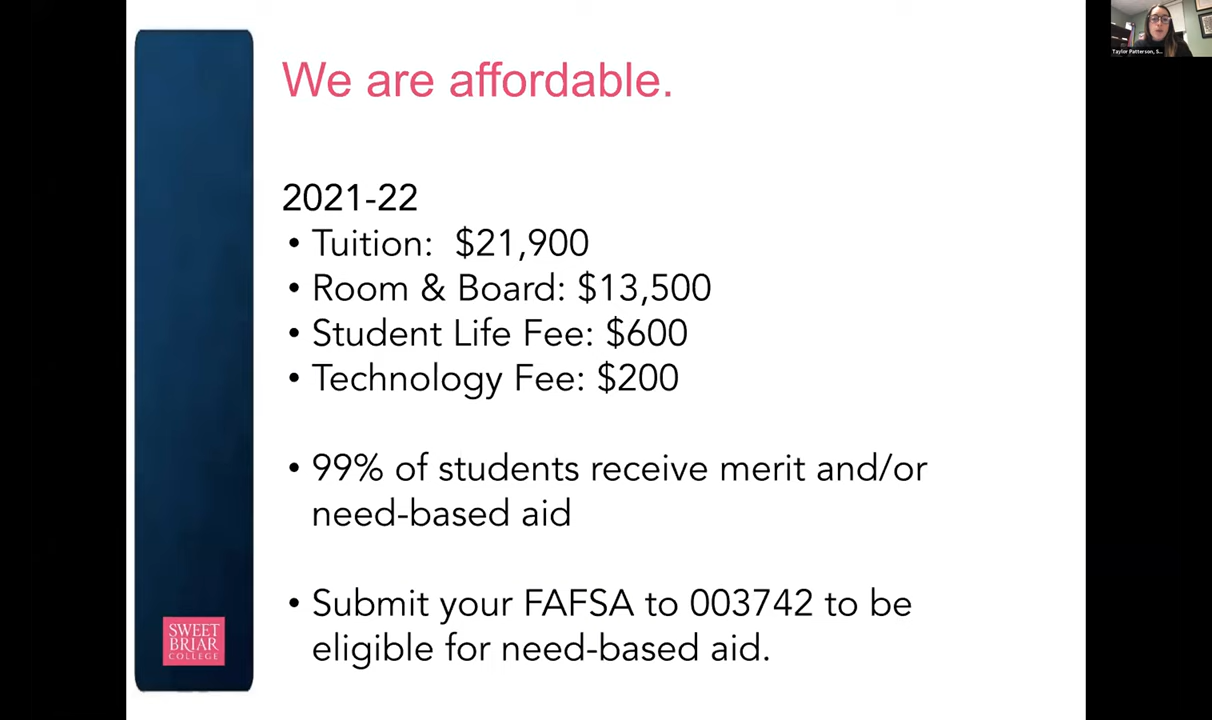 Taylor Patterson, S...
We are affordable.
2021-22
• Tuition: $21,900
• Room & Board: $13,500
• Student Life Fee: $600
• Technology Fee: $200
• 99% of students receive merit and/or
need-based aid
• Submit your FAFSA to 003742 to be
eligible for need-based aid.
SWEET
BRIAR
COLLEGE